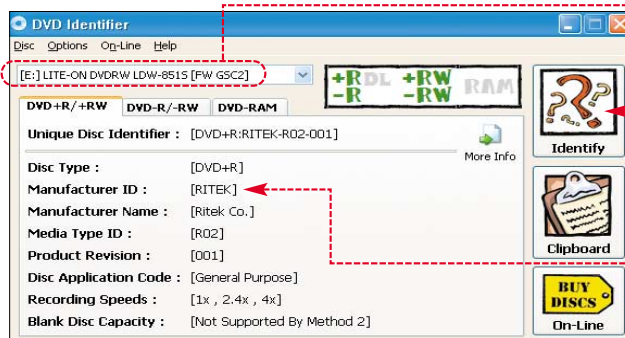 DVD Identifier
Disc Options On-Line Help
[E:] LITE-ON DVDRW LDW-851S [FW GSC2]
+R DL +RW RAM
-R -RW
DVD+R/+RW DVD-R/-RW DVD-RAM
Unique Disc Identifier : [DVD+R:RITEK-R02-001]
More Info
Disc Type : [DVD+R]
Manufacturer ID : [RITEK]
Manufacturer Name : [Ritek Co.]
Media Type ID : [R02]
Product Revision : [001]
Disc Application Code : [General Purpose]
Recording Speeds : [1x , 2.4x , 4x]
Blank Disc Capacity : [Not Supported By Method 2]
Identify
Clipboard
BUY
DISCS
On-Line